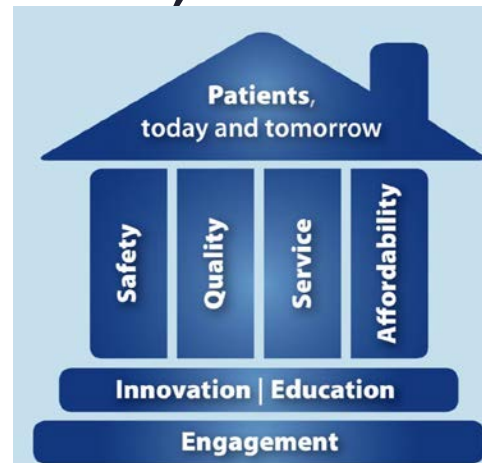 Patients,
today and tomorrow
Safety
Quality
Service
Affordability
Innovation | Education
Engagement